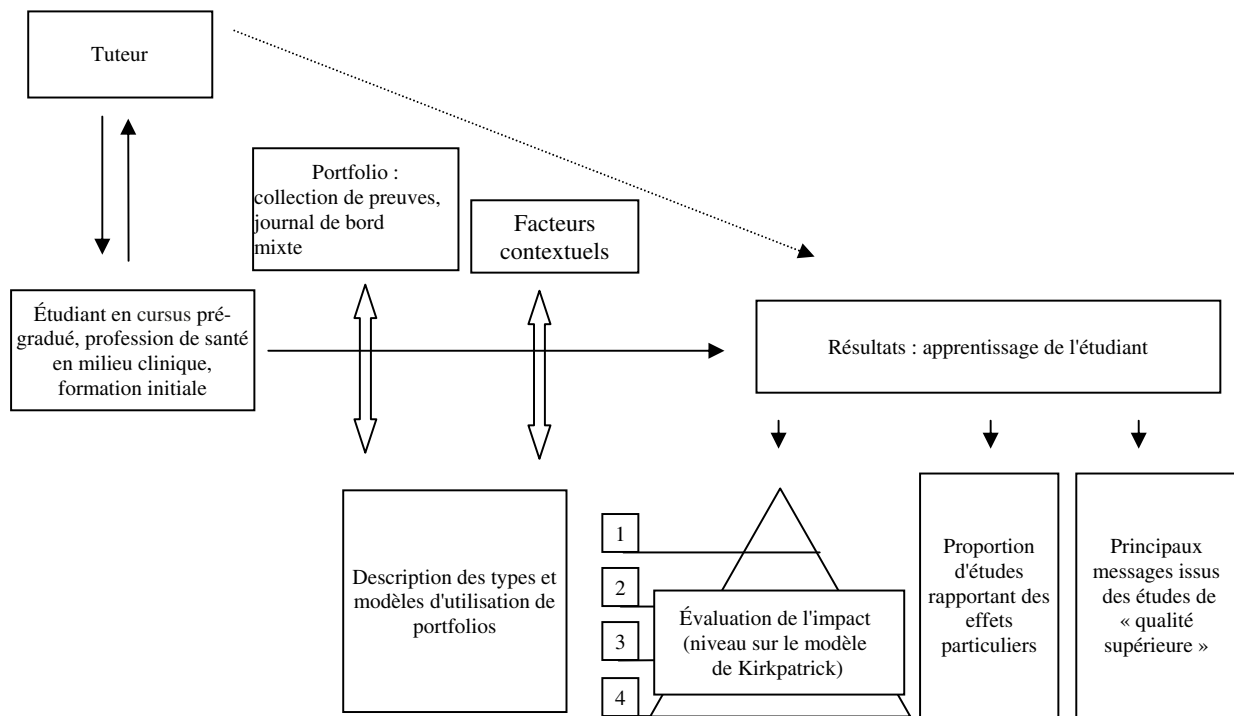 Tuteur
Portfolio :
collection de preuves,
journal de bord
mixte
Facteurs
contextuels
Étudiant en cursus pré-
gradué, profession de santé
en milieu clinique,
formation initiale
Résultats : apprentissage de l'étudiant
Description des types et
modèles d'utilisation de
portfolios
1
2
3
4
Évaluation de l'impact
(niveau sur le modèle
de Kirkpatrick)
Proportion
d'études
rapportant des
effets
particuliers
Principaux
messages issus
des études de
« qualité
supérieure »